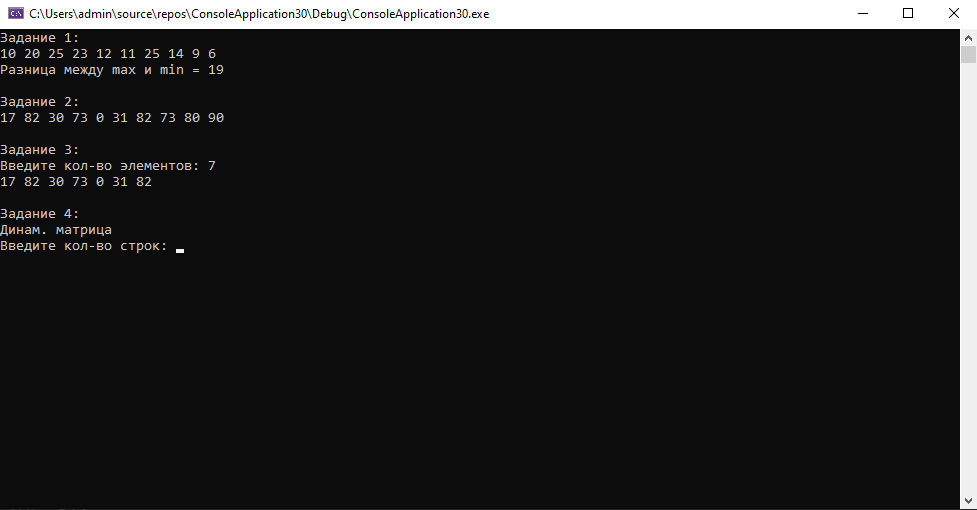 C:\Users\admin\source\repos\ConsoleApplication30\Debug\ConsoleApplication30.exe
Задание 1:
10 20 25 23 12 11 25 14 9 6
Разница между max и min = 19
Задание 2:
17 82 30 73 0 31 82 73 80 90
Задание 3:
Введите кол-во элементов: 7
17 82 30 73 0 31 82
Задание 4:
Динам. матрица
Введите кол-во строк: